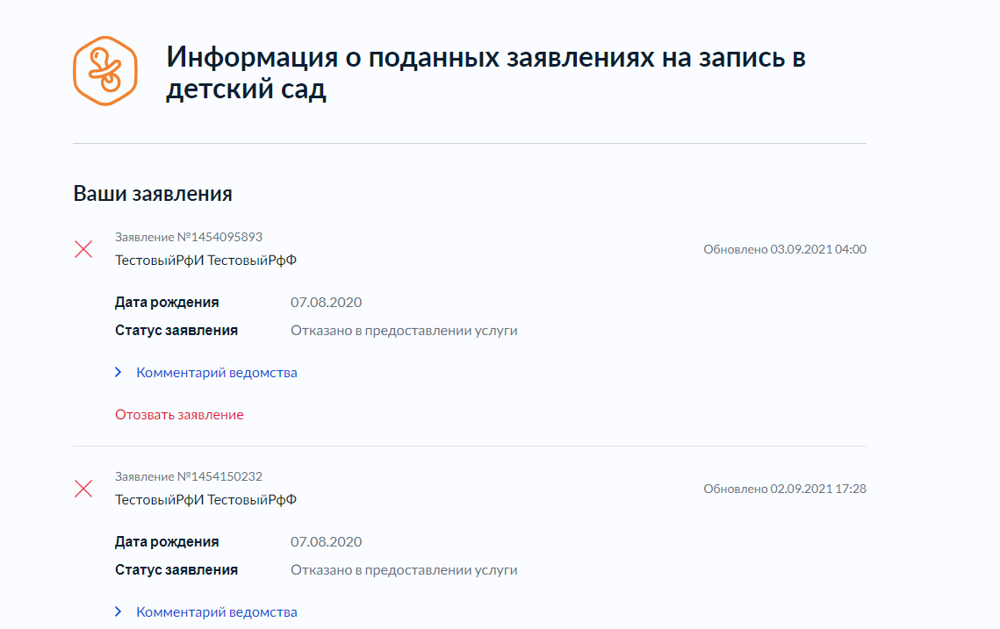 Информация о поданных заявлениях на запись в
детский сад
Ваши заявления
Заявление №1454095893
ТестовыйРфИ ТестовыйРфФ
Обновлено 03.09.2021 04:00
Дата рождения 07.08.2020
Статус заявления Отказано в предоставлении услуги
Комментарий ведомства
Отозвать заявление
Заявление №1454150232
ТестовыйРфИ ТестовыйРфФ
Обновлено 02.09.2021 17:28
Дата рождения 07.08.2020
Статус заявления Отказано в предоставлении услуги
Комментарий ведомства